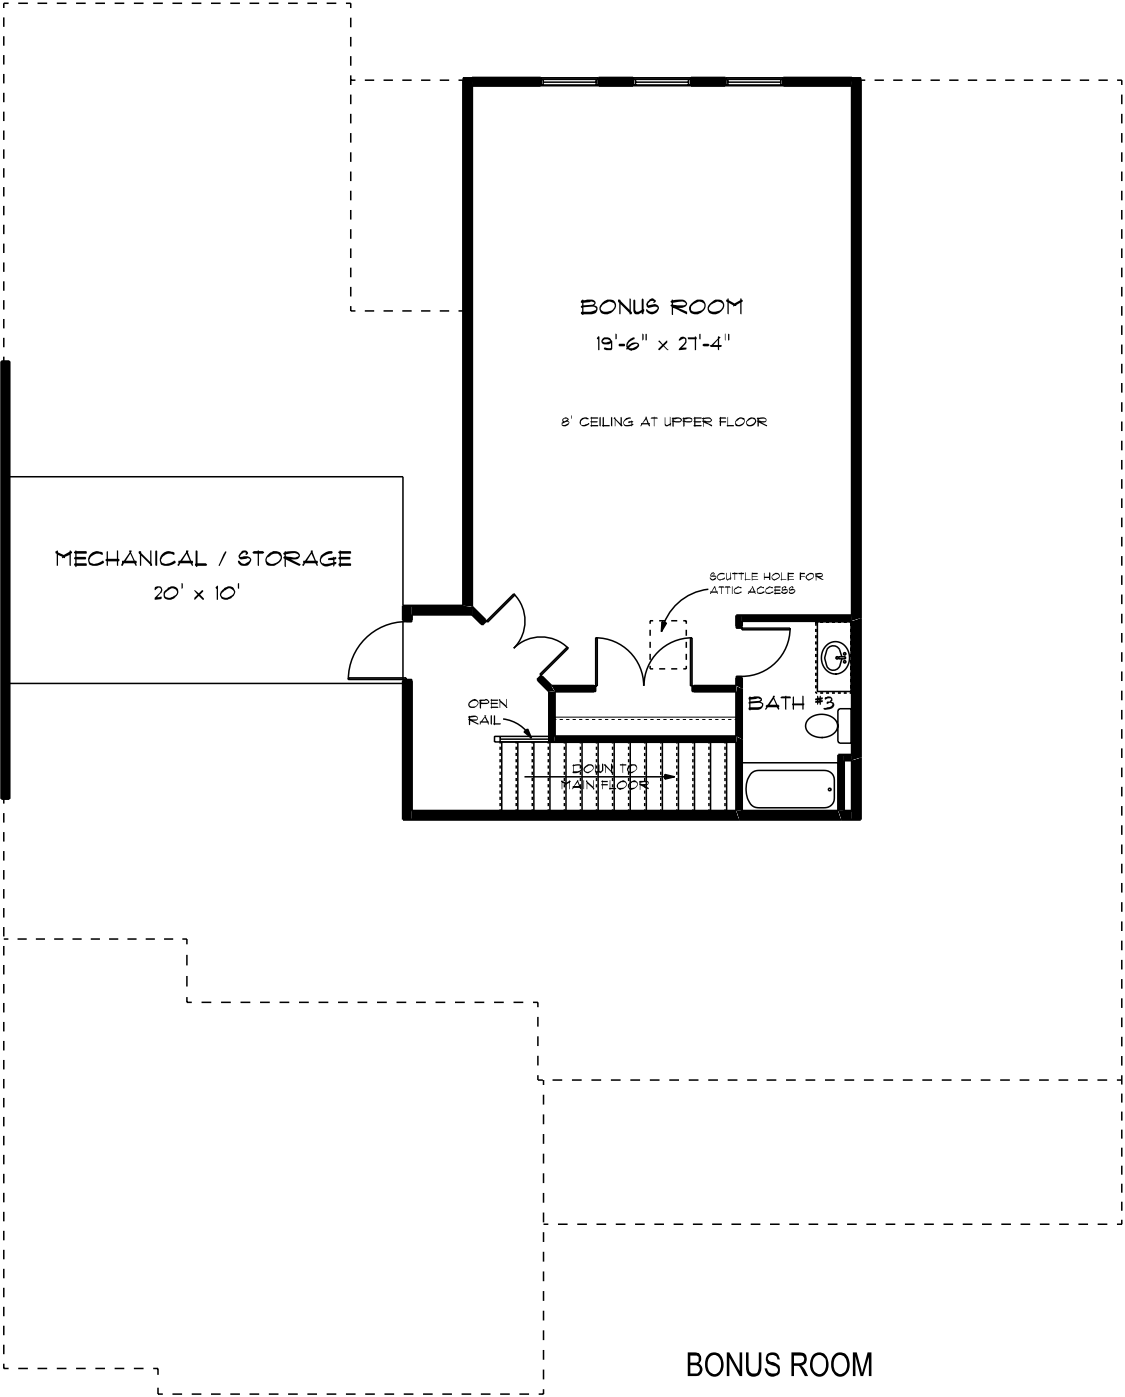 BONUS ROOM
19'-6" x 27'-4"
8' CEILING AT UPPER FLOOR
MECHANICAL / STORAGE
20' x 10'
SCUTTLE HOLE FOR
ATTIC ACCESS
OPEN
RAIL
BATH #3
DOWN TO
MAIN FLOOR
BONUS ROOM